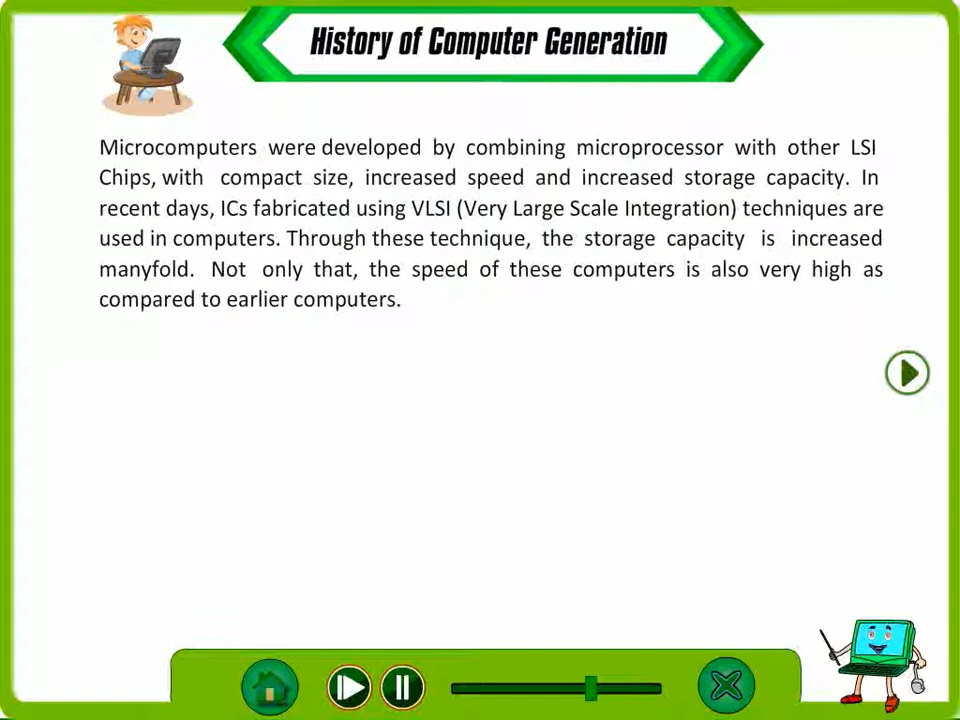 History of Computer Generation
Microcomputers were developed by combining microprocessor with other LSI
Chips, with compact size, increased speed and increased storage capacity. In
recent days, ICs fabricated using VLSI (Very Large Scale Integration) techniques are
used in computers. Through these technique, the storage capacity is increased
manyfold. Not only that, the speed of these computers is also very high as
compared to earlier computers.